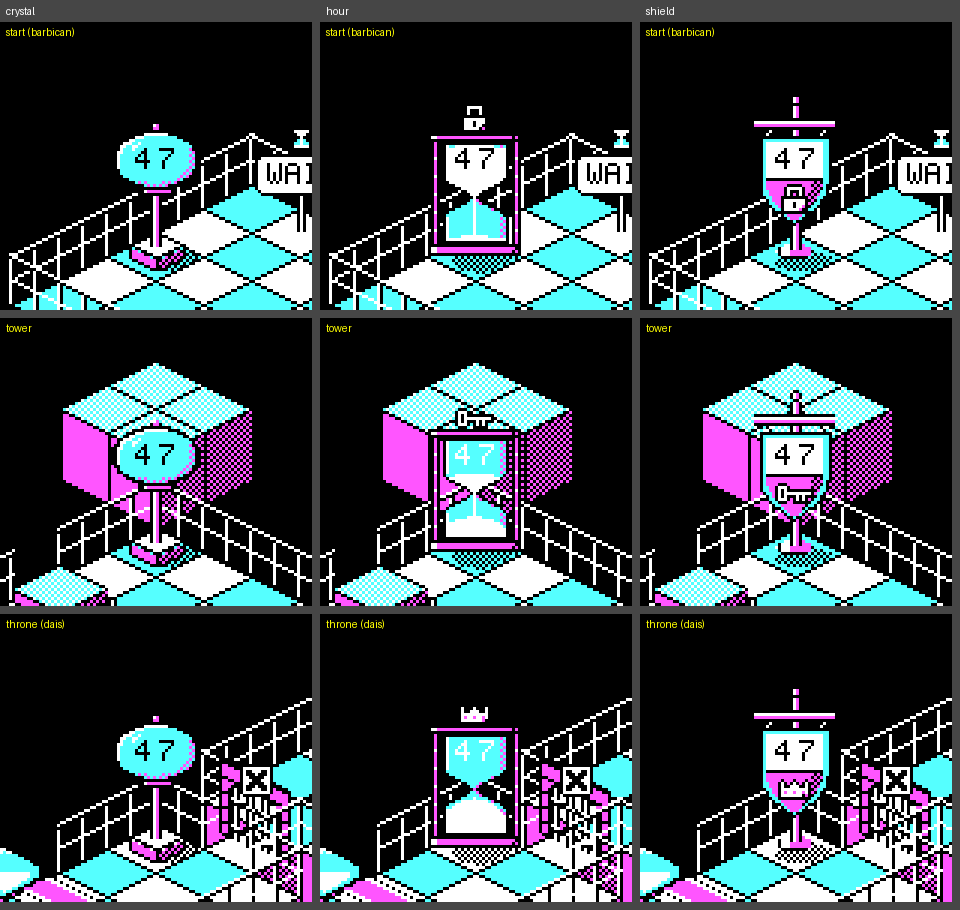 crystal
hour
shield
start (barbican)
start (barbican)
start (barbican)
47
47
47
WAI
WAI
tower
tower
tower
47
47
47
throne (dais)
throne (dais)
throne (dais)
47
47
47